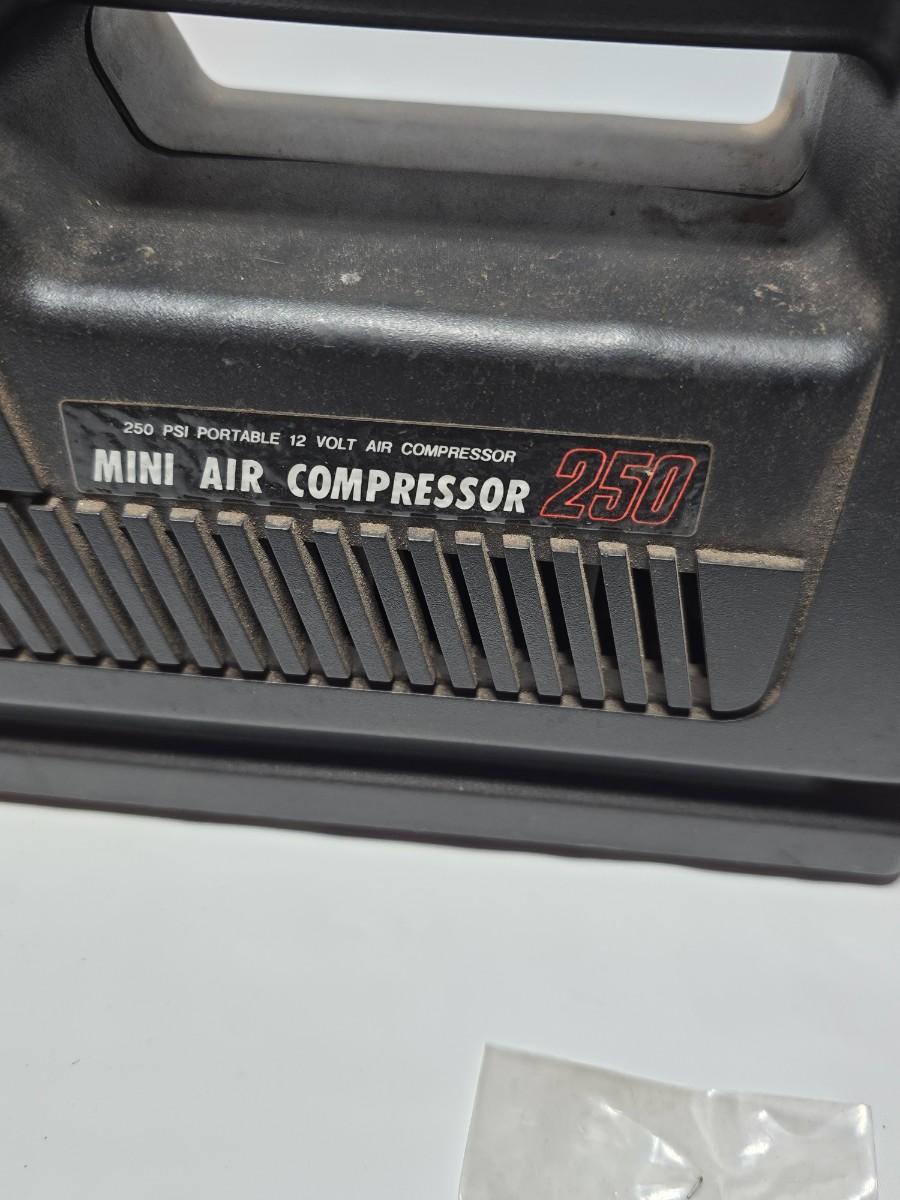 250 PSI PORTABLE 12 VOLT AIR COMPRESSOR
MINI AIR COMPRESSOR 250